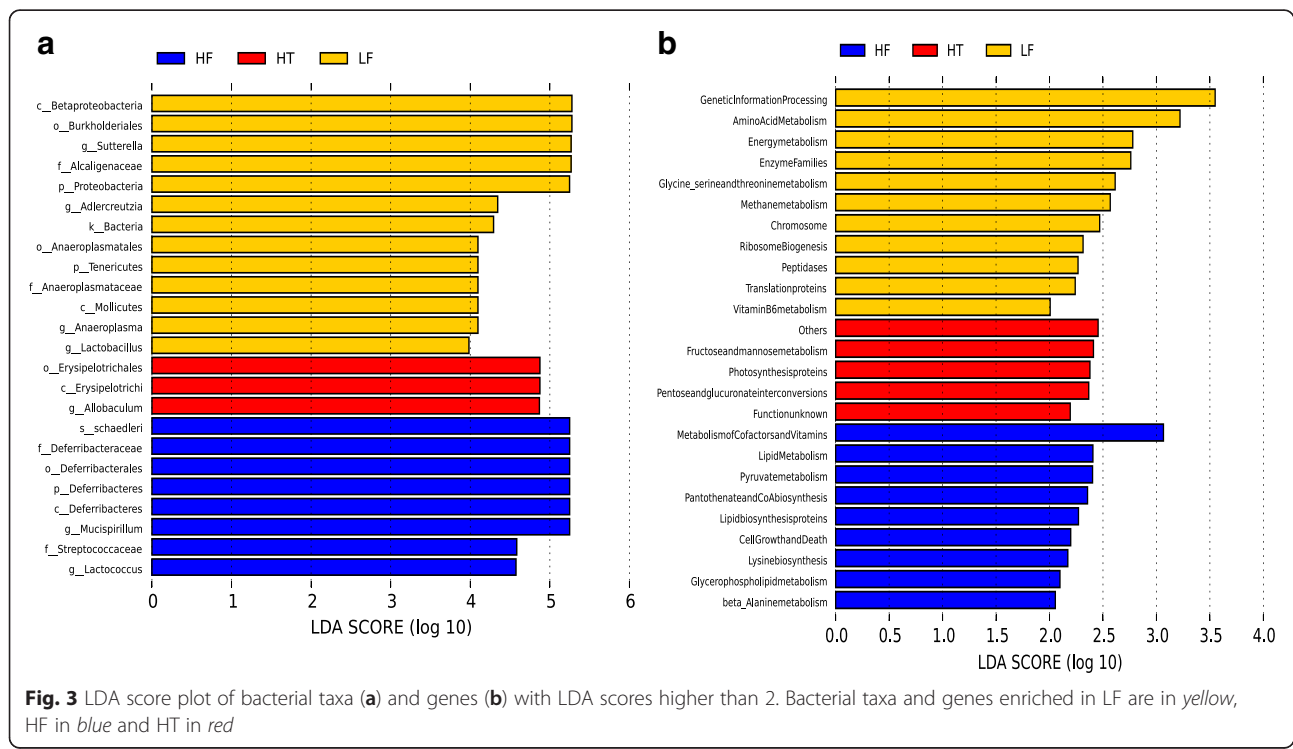 a
HF HT LF
c__Betaproteobacteria
o__Burkholderiales
g__Sutterella
f__Alcaligenaceae
p__Proteobacteria
g__Adlercreutzia
k__Bacteria
o__Anaeroplasmatales
p__Tenericutes
f__Anaeroplasmataceae
c__Mollicutes
g__Anaeroplasma
g__Lactobacillus
o__Erysipelotrichales
c__Erysipelotrichi
g__Allobaculum
s__schaedleri
f__Deferribacteraceae
o__Deferribacterales
p__Deferribacteres
c__Deferribacteres
g__Mucispirillum
f__Streptococcaceae
g__Lactococcus
0 1 2 3 4 5 6
LDA SCORE (log 10)
b
HF HT LF
GeneticInformationProcessing
AminoAcidMetabolism
Energymetabolism
EnzymeFamilies
Glycine_serineandthreoninemetabolism
Methanemetabolism
Chromosome
RibosomeBiogenesis
Peptidases
Translationproteins
VitaminB6metabolism
Others
Fructoseandmannosemetabolism
Photosynthesisproteins
Pentoseandglucuronateinterconversions
Functionunknown
MetabolismofCofactorsandVitamins
LipidMetabolism
Pyruvatemetabolism
PantothenateandCoAbiosynthesis
Lipidbiosynthesisproteins
CellGrowthandDeath
Lysinebiosynthesis
Glycerophospholipidmetabolism
beta_Alaninemetabolism
0.0 0.5 1.0 1.5 2.0 2.5 3.0 3.5 4.0
LDA SCORE (log 10)
Fig. 3 LDA score plot of bacterial taxa (a) and genes (b) with LDA scores higher than 2. Bacterial taxa and genes enriched in LF are in yellow,
HF in blue and HT in red